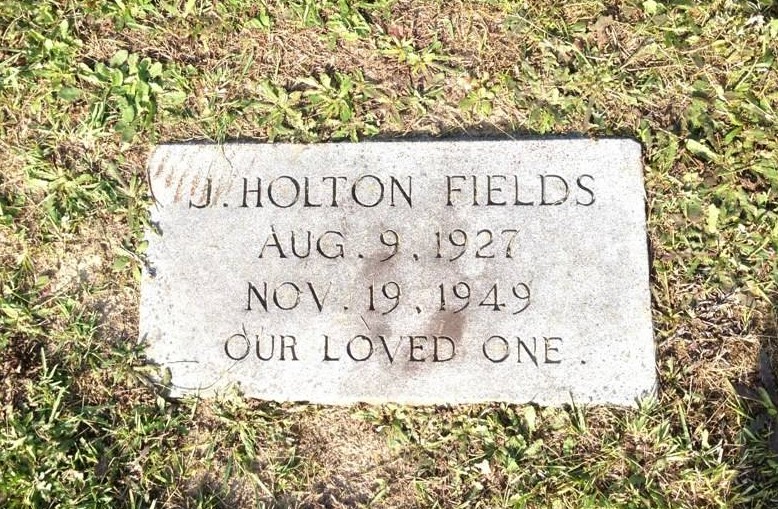 J. HOLTON FIELDS
AUG. 9, 1927
NOV. 19, 1949
OUR LOVED ONE.